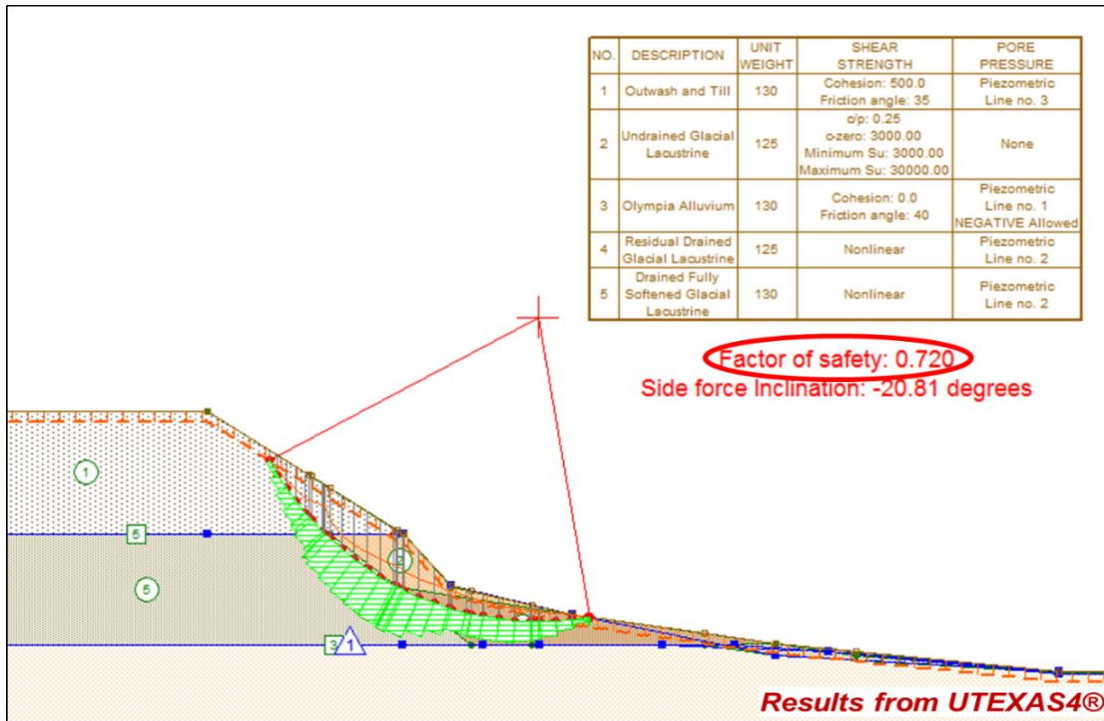 NO. DESCRIPTION UNIT WEIGHT SHEAR STRENGTH PORE PRESSURE
1 Outwash and Till 130 Cohesion: 500.0 Friction angle: 35 Piezometric Line no. 3
2 Undrained Glacial Lacustrine 125 c/p: 0.25 c-zero: 3000.00 Minimum Su: 3000.00 Maximum Su: 30000.00 None
3 Olympia Alluvium 130 Cohesion: 0.0 Friction angle: 40 Piezometric Line no. 1 NEGATIVE Allowed
4 Residual Drained Glacial Lacustrine 125 Nonlinear Piezometric Line no. 2
5 Drained Fully Softened Glacial Lacustrine 130 Nonlinear Piezometric Line no. 2
Factor of safety: 0.720
Side force Inclination: -20.81 degrees
1
5
5
3
1
Results from UTEXAS4®